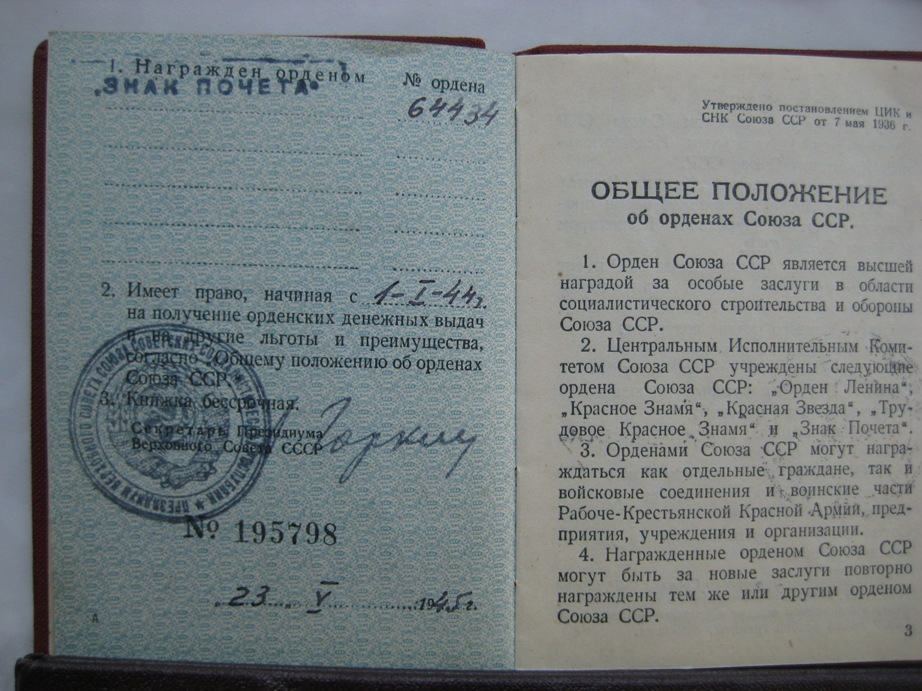 1. Награжден орденом № ордена
„ЗНАК ПОЧЕТА“ 64434
2. Имеет право, начиная с 1-I-44г.
на получение орденских денежных выдач
и на другие льготы и преимущества,
согласно „Общему положению об орденах
Союза ССР.
3. Книжка бессрочная.
Секретарь Президиума
Верховного Совета СССР Горкин
№ 195798
„23„ V 1945г.
А
Утверждено постановлением ЦИК и
СНК Союза ССР от 7 мая 1936 г.
ОБЩЕЕ ПОЛОЖЕНИЕ
об орденах Союза ССР.
1. Орден Союза ССР является высшей
наградой за особые заслуги в области
социалистического строительства и обороны
Союза ССР.
2. Центральным Исполнительным Коми-
тетом Союза ССР учреждены следующие
ордена Союза ССР: „Орден Ленина“,
„Красное Знамя“, „Красная Звезда“, „Тру-
довое Красное Знамя“ и „Знак Почета“.
3. Орденами Союза ССР могут награ-
ждаться как отдельные граждане, так и
войсковые соединения и воинские части
Рабоче-Крестьянской Красной Армии, пред-
приятия, учреждения и организации.
4. Награжденные орденом Союза ССР
могут быть за новые заслуги повторно
награждены тем же или другим орденом
Союза ССР.
3